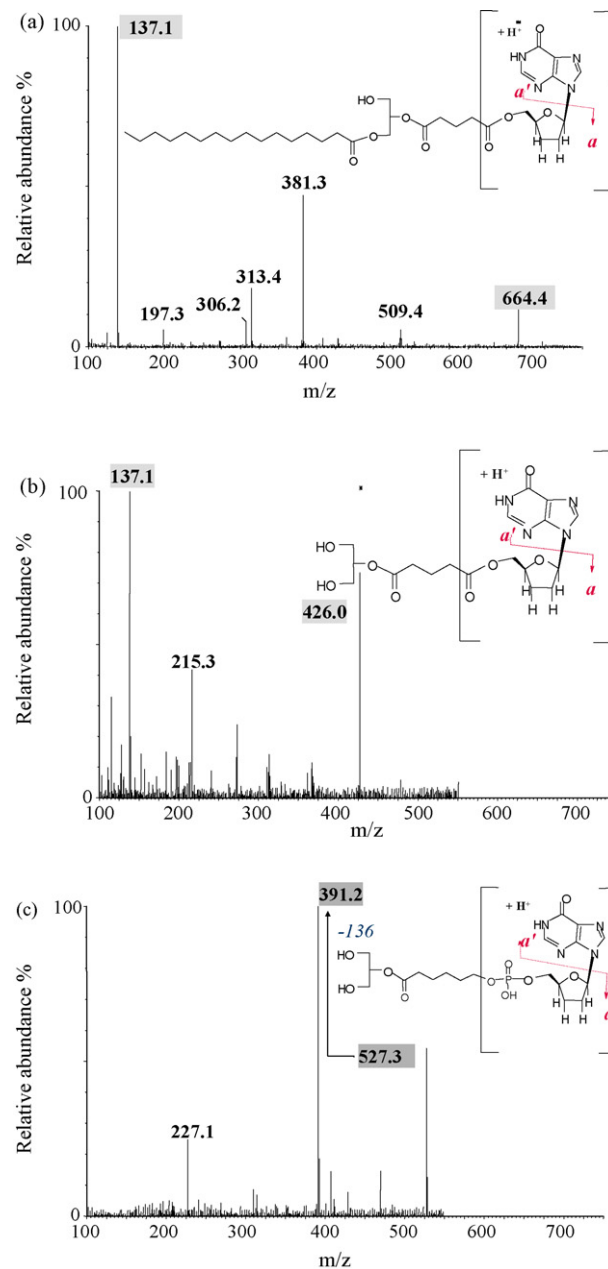 (a)
Relative abundance %
100
0
137.1
197.3
306.2
313.4
381.3
509.4
664.4
100 200 300 400 500 600 700
m/z
+ H⁺
O
HN
N
N
N
a'
a
HO
O
O
O
O
O
O
O
H
H
(b)
Relative abundance %
100
0
137.1
215.3
426.0
100 200 300 400 500 600 700
m/z
+ H⁺
O
HN
N
N
N
a'
a
HO
HO
O
O
O
O
O
H
H
(c)
Relative abundance %
100
0
391.2
-136
527.3
227.1
100 200 300 400 500 600 700
m/z
+ H⁺
O
HN
N
N
N
a'
a
HO
HO
O
O
O
O
P
OH
O
O
H
H